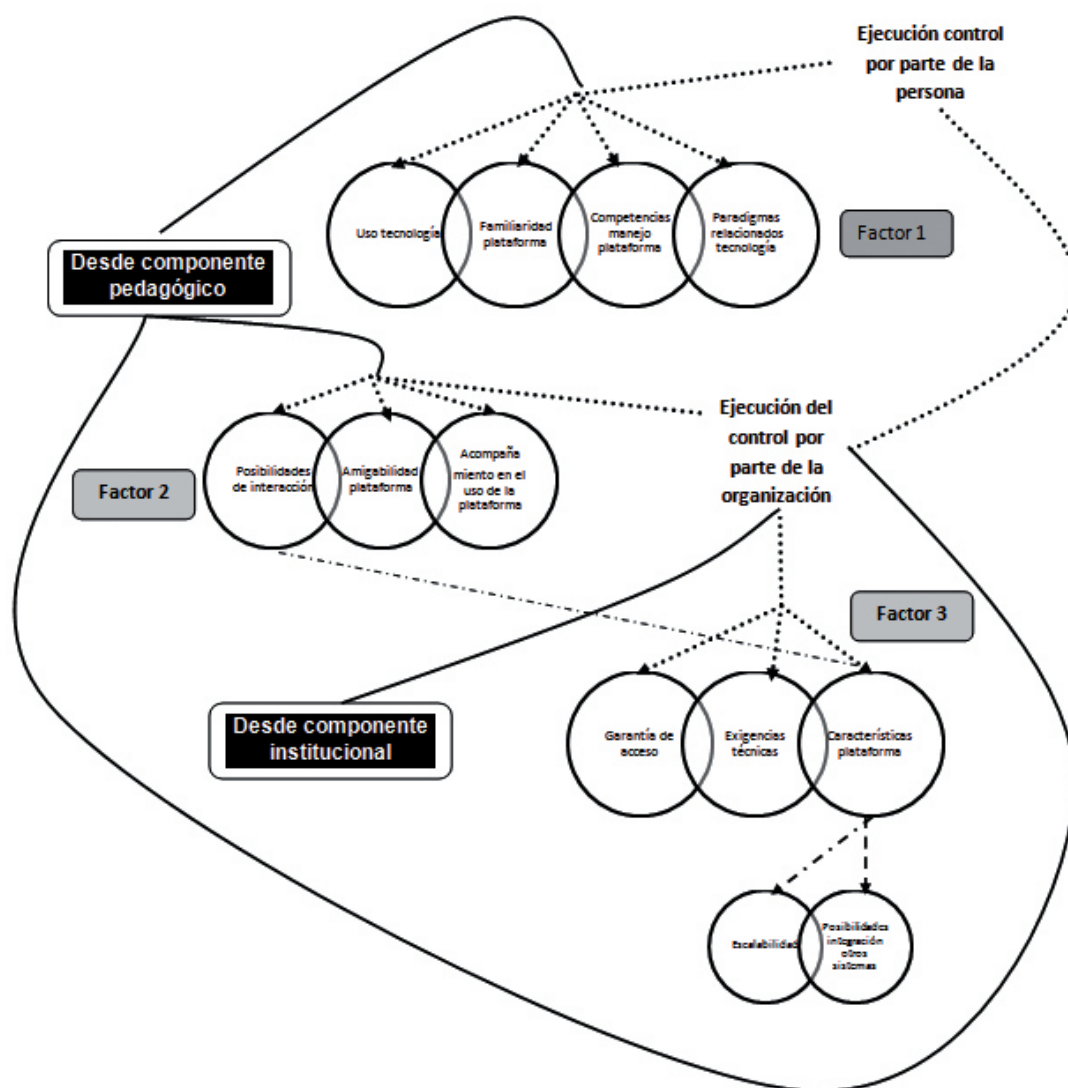 Ejecución control
por parte de la
persona
Uso tecnología
Familiaridad
plataforma
Competencias
manejo
plataforma
Paradigmas
relacionados
tecnología
Factor 1
Desde componente
pedagógico
Factor 2
Posibilidades
de interacción
Amigabilidad
plataforma
Acompaña
miento en el
uso de la
plataforma
Ejecución del
control por
parte de la
organización
Factor 3
Desde componente
institucional
Garantía de
acceso
Exigencias
técnicas
Características
plataforma
Escalabilidad
Posibilidades
integración
otros
sistemas